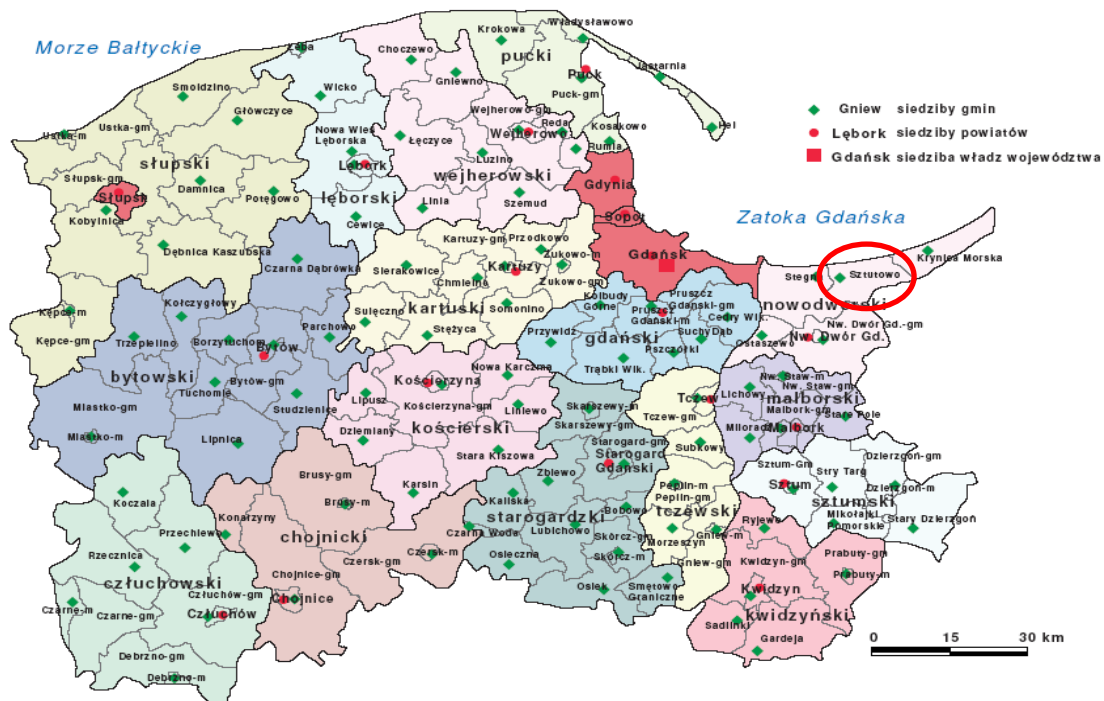 Morze Bałtyckie
Zatoka Gdańska
Gniew siedziby gmin
Lębork siedziby powiatów
Gdańsk siedziba władz województwa
Krokowa
Władysławowo
pucki
Puck
Puck-gm
Jastarnia
Hel
Łeba
Choczewo
Gniewno
Wicko
Smołdzino
Główczyce
Ustka-m
Ustka-gm
słupski
Słupsk-gm
Słupsk
Kobylnica
Damnica
Potęgowo
Dębnica Kaszubska
Kępce-m
Kępce-gm
Nowa Wieś
Lęborska
Lębork
lęborski
Cewice
Łęczyce
Wejherowo-gm
Wejherowo
Reda
Rumia
Kosakowo
Luzino
wejherowski
Linia
Szemud
Gdynia
Sopot
Gdańsk
Kartuzy-gm
Przodkowo
Kartuzy
Żukowo-m
Żukowo-gm
Sierakowice
Chmielno
Somonino
Sulęczno
kartuski
Stężyca
Czarna Dąbrówka
Kołczygłowy
Trzepielino
Borzytuchom
Bytów
Parchowo
bytowski
Bytów-gm
Tuchomie
Studzienice
Miastko-gm
Miastko-m
Lipnica
Kolbudy
Górne
Pruszcz
Gdański-gm
Pruszcz
Gdański-m
Cedry Wlk.
Przywidz
gdański
Suchy Dąb
Pszczółki
Trąbki Wlk.
Stegna
Sztutowo
Krynica Morska
nowodworski
Nw. Dwór Gd.-gm
Ostaszewo
Nw. Dwór Gd.
Kościerzyna
Nowa Karczma
Lipusz
Kościerzyna-gm
Liniewo
Dziemiany
kościerski
Stara Kiszowa
Karsin
Skarszewy-m
Skarszewy-gm
Starogard-gm
Starogard
Gdański
Zblewo
Kaliska
starogardzki
Bobowo
Lubichowo
Czarna Woda
Osieczna
Skórcz-gm
Skórcz-m
Osiek
Smętowo
Graniczne
Tczew
Tczew-gm
Subkowy
Peplin-m
Peplin-gm
tczewski
Morzeszyn
Gniew-m
Gniew-gm
Nw. Staw-m
Nw. Staw-gm
Lichowy
malborski
Malbork-gm
Malbork
Stare Pole
Miloradz
Sztum-Gm
Sztum
Stry Targ
Dzierzgoń-gm
Dzierzgoń-m
sztumski
Mikołajki
Pomorskie
Stary Dzierzgoń
Ryjewo
Prabuty-gm
Prabuty-m
Kwidzyn-gm
Kwidzyn
kwidzyński
Sadlinki
Gardeja
Koczała
Przechlewo
Rzecznica
człuchowski
Człuchów-gm
Człuchów
Czarne-m
Czarne-gm
Debrzno-gm
Debrzno-m
Brusy-gm
Brusy-m
Konarzyny
chojnicki
Czersk-m
Czersk-gm
Chojnice-gm
Chojnice
0 15 30 km